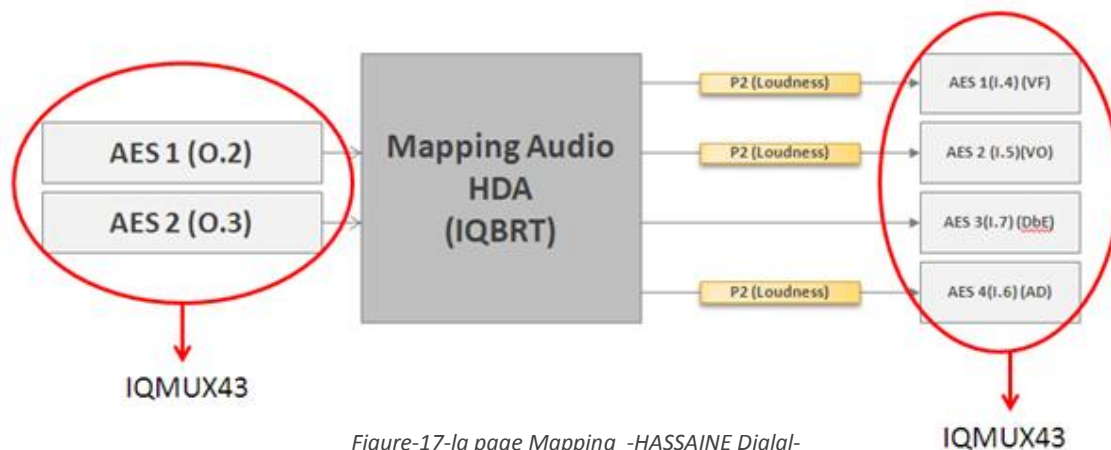 AES 1 (O.2)
AES 2 (O.3)
IQMUX43
Mapping Audio
HDA
(IQBRT)
P2 (Loudness)
P2 (Loudness)
P2 (Loudness)
AES 1(I.4) (VF)
AES 2 (I.5)(VO)
AES 3(I.7) (DbE)
AES 4(I.6) (AD)
IQMUX43
Figure-17-la page Mapping -HASSAINE Djalal-